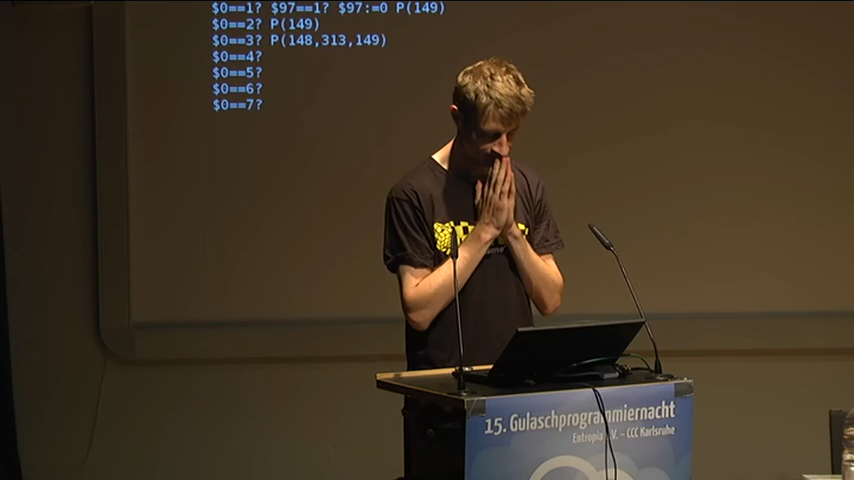 $0==1? $97==1? $97:=0 P(149)
$0==2? P(149)
$0==3? P(148,313,149)
$0==4?
$0==5?
$0==6?
$0==7?
15. Gulaschprogrammiernacht
Entropia e.V. – CCC Karlsruhe